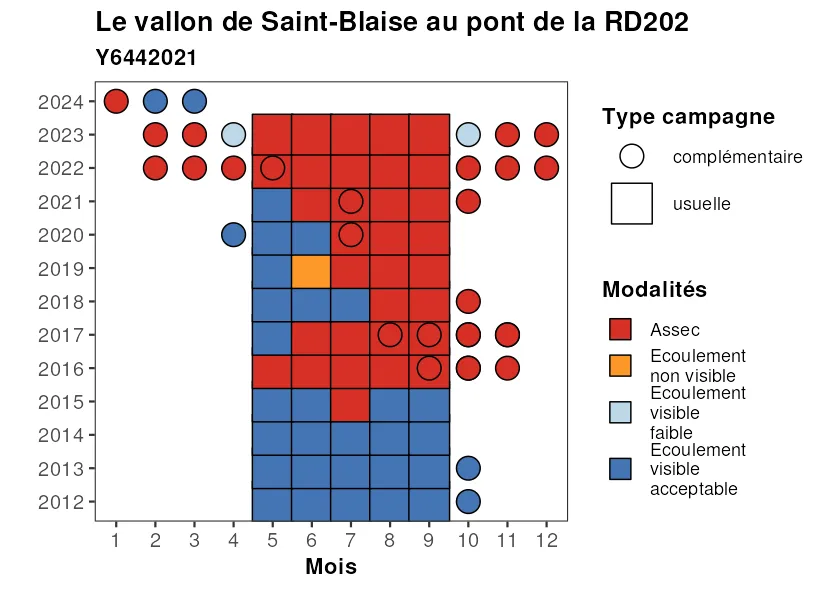 Le vallon de Saint-Blaise au pont de la RD202
Y6442021
2024
2023
2022
2021
2020
2019
2018
2017
2016
2015
2014
2013
2012
1 2 3 4 5 6 7 8 9 10 11 12
Mois
Type campagne
complémentaire
usuelle
Modalités
Assec
Ecoulement
non visible
Ecoulement
visible
faible
Ecoulement
visible
acceptable